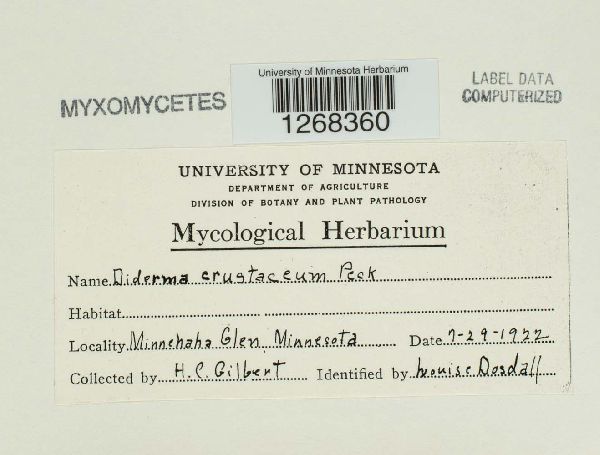 University of Minnesota Herbarium
MYXOMYCETES
LABEL DATA
COMPUTERIZED
1268360
UNIVERSITY OF MINNESOTA
DEPARTMENT OF AGRICULTURE
DIVISION OF BOTANY AND PLANT PATHOLOGY
Mycological Herbarium
Name Diderma crustaceum Peck
Habitat
Locality Minnehaha Glen, Minnesota Date 7-29-1922
Collected by H.C. Gilbert Identified by Louise Dosdall